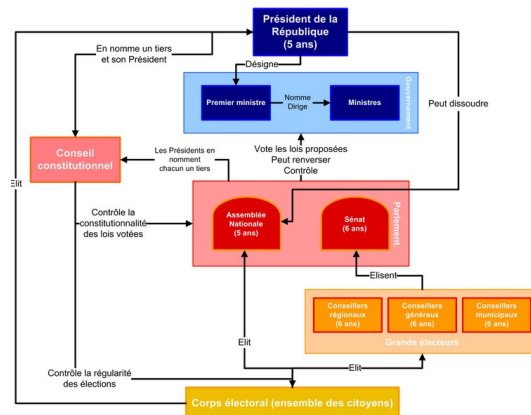 Président de la
République
(5 ans)
En nomme un tiers
et son Président
Désigne
Gouvernement
Premier ministre
Nomme
Dirige
Ministres
Peut dissoudre
Conseil
constitutionnel
Les Présidents en
nomment
chacun un tiers
Vote les lois proposées
Peut renverser
Contrôle
Elit
Contrôle la
constitutionnalité
des lois votées
Assemblée
Nationale
(5 ans)
Sénat
(6 ans)
Parlement
Elisent
Conseillers
régionaux
(6 ans)
Conseillers
généraux
(6 ans)
Conseillers
municipaux
(6 ans)
Grands électeurs
Elit
Elit
Contrôle la régularité
des élections
Corps électoral (ensemble des citoyens)